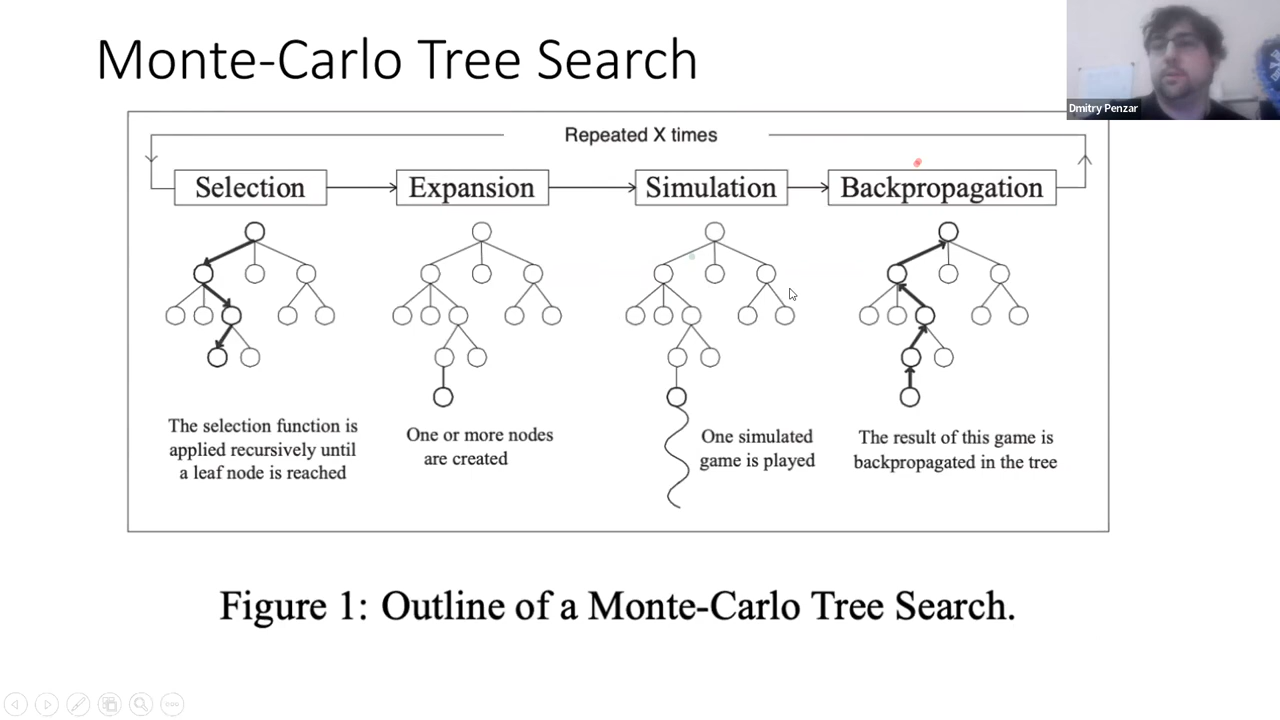 Monte-Carlo Tree Search
Dmitry Penzar
Repeated X times
Selection
Expansion
Simulation
Backpropagation
The selection function is
applied recursively until
a leaf node is reached
One or more nodes
are created
One simulated
game is played
The result of this game is
backpropagated in the tree
Figure 1: Outline of a Monte-Carlo Tree Search.